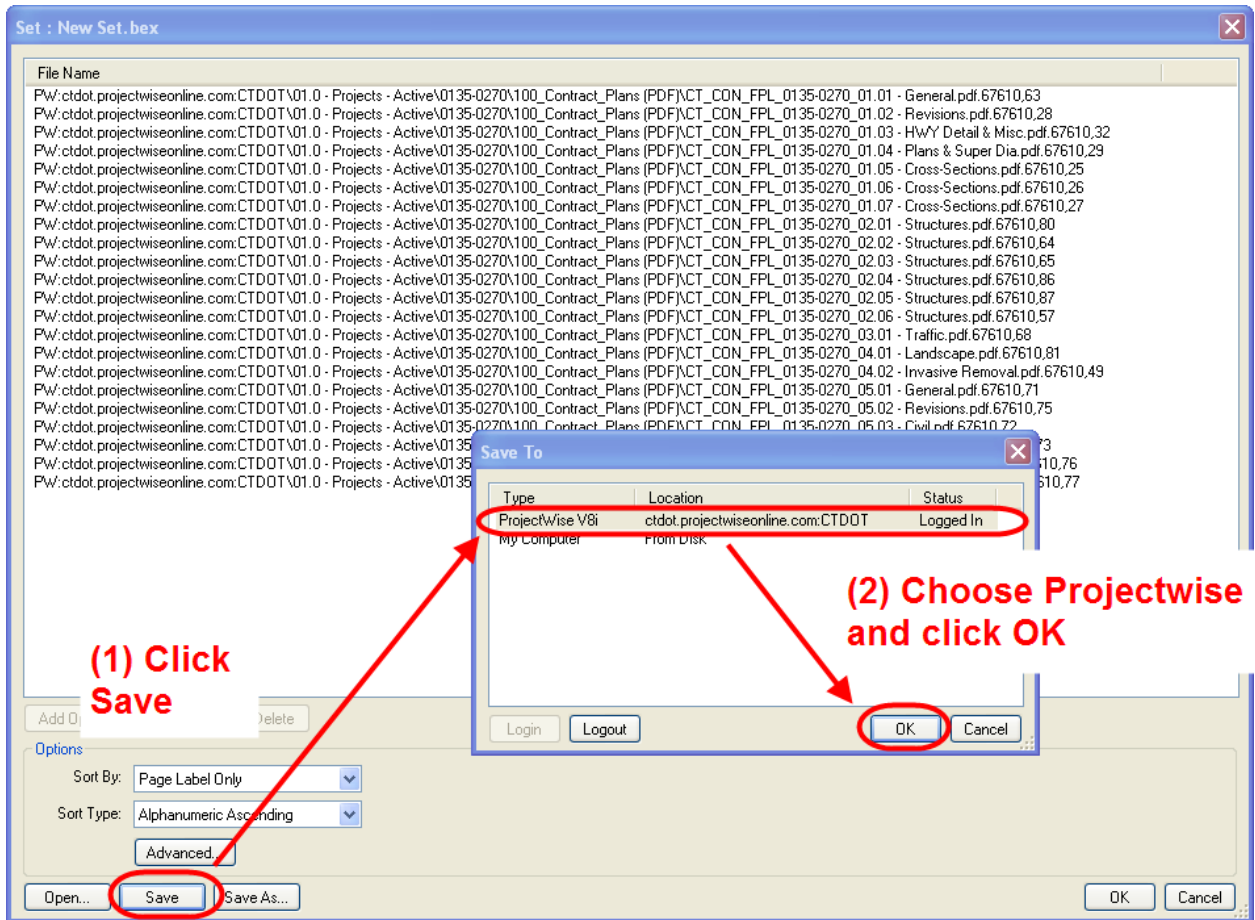 Set : New Set.bex
File Name
PW:ctdot.projectwiseonline.com:CTDOT\01.0 - Projects - Active\0135-0270\100_Contract_Plans (PDF)\CT_CON_FPL_0135-0270_01.01 - General.pdf.67610,63
PW:ctdot.projectwiseonline.com:CTDOT\01.0 - Projects - Active\0135-0270\100_Contract_Plans (PDF)\CT_CON_FPL_0135-0270_01.02 - Revisions.pdf.67610,28
PW:ctdot.projectwiseonline.com:CTDOT\01.0 - Projects - Active\0135-0270\100_Contract_Plans (PDF)\CT_CON_FPL_0135-0270_01.03 - HWY Detail & Misc.pdf.67610,32
PW:ctdot.projectwiseonline.com:CTDOT\01.0 - Projects - Active\0135-0270\100_Contract_Plans (PDF)\CT_CON_FPL_0135-0270_01.04 - Plans & Super Dia.pdf.67610,29
PW:ctdot.projectwiseonline.com:CTDOT\01.0 - Projects - Active\0135-0270\100_Contract_Plans (PDF)\CT_CON_FPL_0135-0270_01.05 - Cross-Sections.pdf.67610,25
PW:ctdot.projectwiseonline.com:CTDOT\01.0 - Projects - Active\0135-0270\100_Contract_Plans (PDF)\CT_CON_FPL_0135-0270_01.06 - Cross-Sections.pdf.67610,26
PW:ctdot.projectwiseonline.com:CTDOT\01.0 - Projects - Active\0135-0270\100_Contract_Plans (PDF)\CT_CON_FPL_0135-0270_01.07 - Cross-Sections.pdf.67610,27
PW:ctdot.projectwiseonline.com:CTDOT\01.0 - Projects - Active\0135-0270\100_Contract_Plans (PDF)\CT_CON_FPL_0135-0270_02.01 - Structures.pdf.67610,80
PW:ctdot.projectwiseonline.com:CTDOT\01.0 - Projects - Active\0135-0270\100_Contract_Plans (PDF)\CT_CON_FPL_0135-0270_02.02 - Structures.pdf.67610,64
PW:ctdot.projectwiseonline.com:CTDOT\01.0 - Projects - Active\0135-0270\100_Contract_Plans (PDF)\CT_CON_FPL_0135-0270_02.03 - Structures.pdf.67610,65
PW:ctdot.projectwiseonline.com:CTDOT\01.0 - Projects - Active\0135-0270\100_Contract_Plans (PDF)\CT_CON_FPL_0135-0270_02.04 - Structures.pdf.67610,86
PW:ctdot.projectwiseonline.com:CTDOT\01.0 - Projects - Active\0135-0270\100_Contract_Plans (PDF)\CT_CON_FPL_0135-0270_02.05 - Structures.pdf.67610,87
PW:ctdot.projectwiseonline.com:CTDOT\01.0 - Projects - Active\0135-0270\100_Contract_Plans (PDF)\CT_CON_FPL_0135-0270_02.06 - Structures.pdf.67610,57
PW:ctdot.projectwiseonline.com:CTDOT\01.0 - Projects - Active\0135-0270\100_Contract_Plans (PDF)\CT_CON_FPL_0135-0270_03.01 - Traffic.pdf.67610,68
PW:ctdot.projectwiseonline.com:CTDOT\01.0 - Projects - Active\0135-0270\100_Contract_Plans (PDF)\CT_CON_FPL_0135-0270_04.01 - Landscape.pdf.67610,81
PW:ctdot.projectwiseonline.com:CTDOT\01.0 - Projects - Active\0135-0270\100_Contract_Plans (PDF)\CT_CON_FPL_0135-0270_04.02 - Invasive Removal.pdf.67610,49
PW:ctdot.projectwiseonline.com:CTDOT\01.0 - Projects - Active\0135-0270\100_Contract_Plans (PDF)\CT_CON_FPL_0135-0270_05.01 - General.pdf.67610,71
PW:ctdot.projectwiseonline.com:CTDOT\01.0 - Projects - Active\0135-0270\100_Contract_Plans (PDF)\CT_CON_FPL_0135-0270_05.02 - Revisions.pdf.67610,75
PW:ctdot.projectwiseonline.com:CTDOT\01.0 - Projects - Active\0135-0270\100_Contract_Plans (PDF)\CT_CON_FPL_0135-0270_05.03 - Civil.pdf.67610,72
PW:ctdot.projectwiseonline.com:CTDOT\01.0 - Projects - Active\0135 73
PW:ctdot.projectwiseonline.com:CTDOT\01.0 - Projects - Active\0135 10,76
PW:ctdot.projectwiseonline.com:CTDOT\01.0 - Projects - Active\0135 610,77
Save To
Type Location Status
ProjectWise V8i ctdot.projectwiseonline.com:CTDOT Logged In
My Computer From Disk
(2) Choose Projectwise
and click OK
(1) Click
Save
Login Logout OK Cancel
Add Delete
Options
Sort By: Page Label Only
Sort Type: Alphanumeric Ascending
Advanced...
Open... Save Save As... OK Cancel